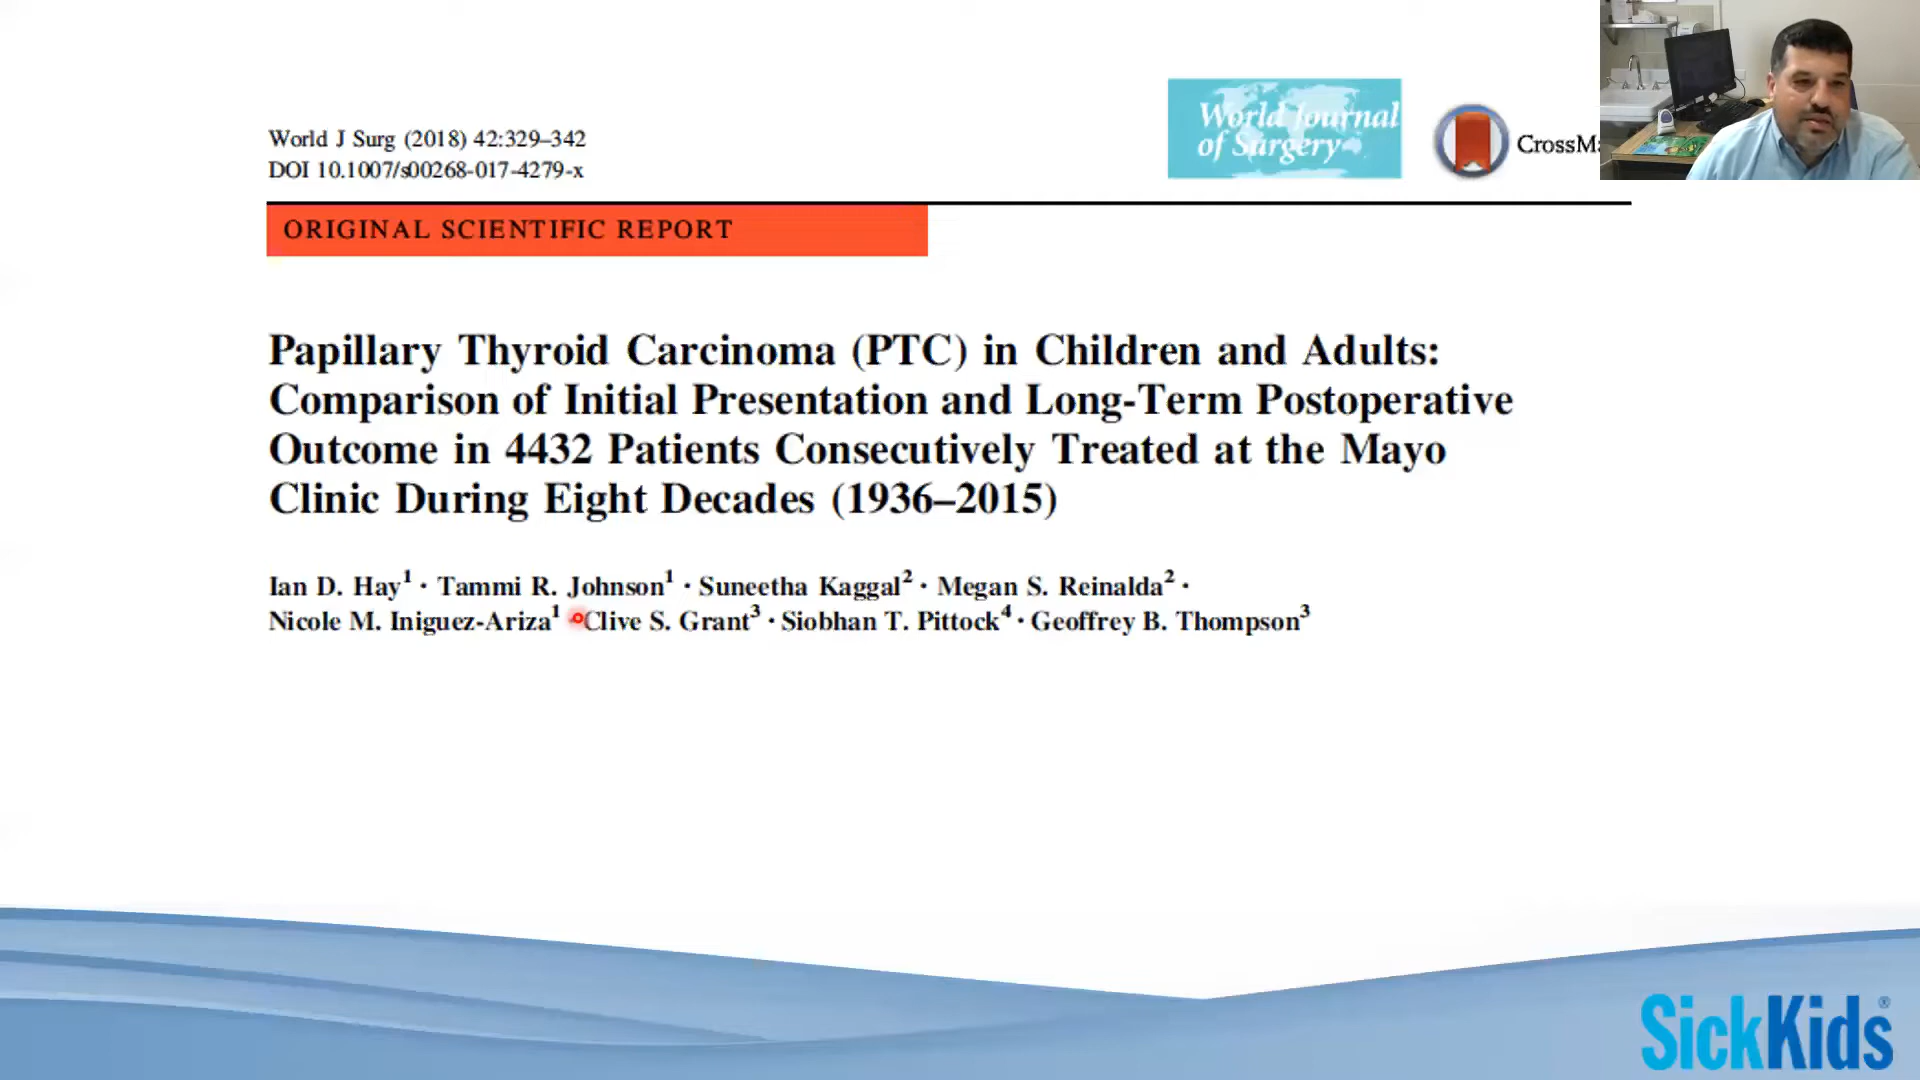 World J Surg (2018) 42:329–342
DOI 10.1007/s00268-017-4279-x
World Journal
of Surgery
CrossMa
ORIGINAL SCIENTIFIC REPORT
Papillary Thyroid Carcinoma (PTC) in Children and Adults:
Comparison of Initial Presentation and Long-Term Postoperative
Outcome in 4432 Patients Consecutively Treated at the Mayo
Clinic During Eight Decades (1936–2015)
Ian D. Hay¹ · Tammi R. Johnson¹ · Suneetha Kaggal² · Megan S. Reinalda² ·
Nicole M. Iniguez-Ariza¹ · Clive S. Grant³ · Siobhan T. Pittock⁴ · Geoffrey B. Thompson³
SickKids®